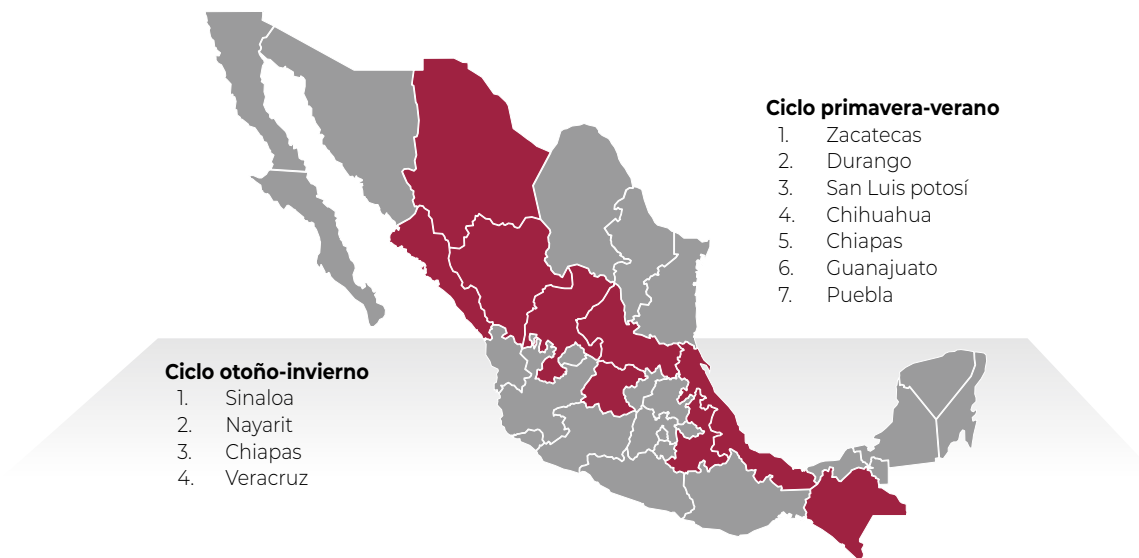 Ciclo primavera-verano
1. Zacatecas
2. Durango
3. San Luis potosí
4. Chihuahua
5. Chiapas
6. Guanajuato
7. Puebla
Ciclo otoño-invierno
1. Sinaloa
2. Nayarit
3. Chiapas
4. Veracruz